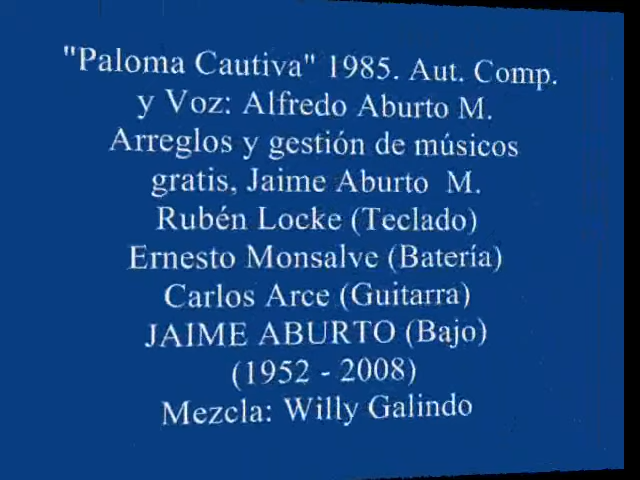 "Paloma Cautiva" 1985. Aut. Comp.
y Voz: Alfredo Aburto M.
Arreglos y gestión de músicos
gratis, Jaime Aburto  M.
Rubén Locke (Teclado)
Ernesto Monsalve (Batería)
Carlos Arce (Guitarra)
JAIME ABURTO (Bajo)
(1952 - 2008)
Mezcla: Willy Galindo